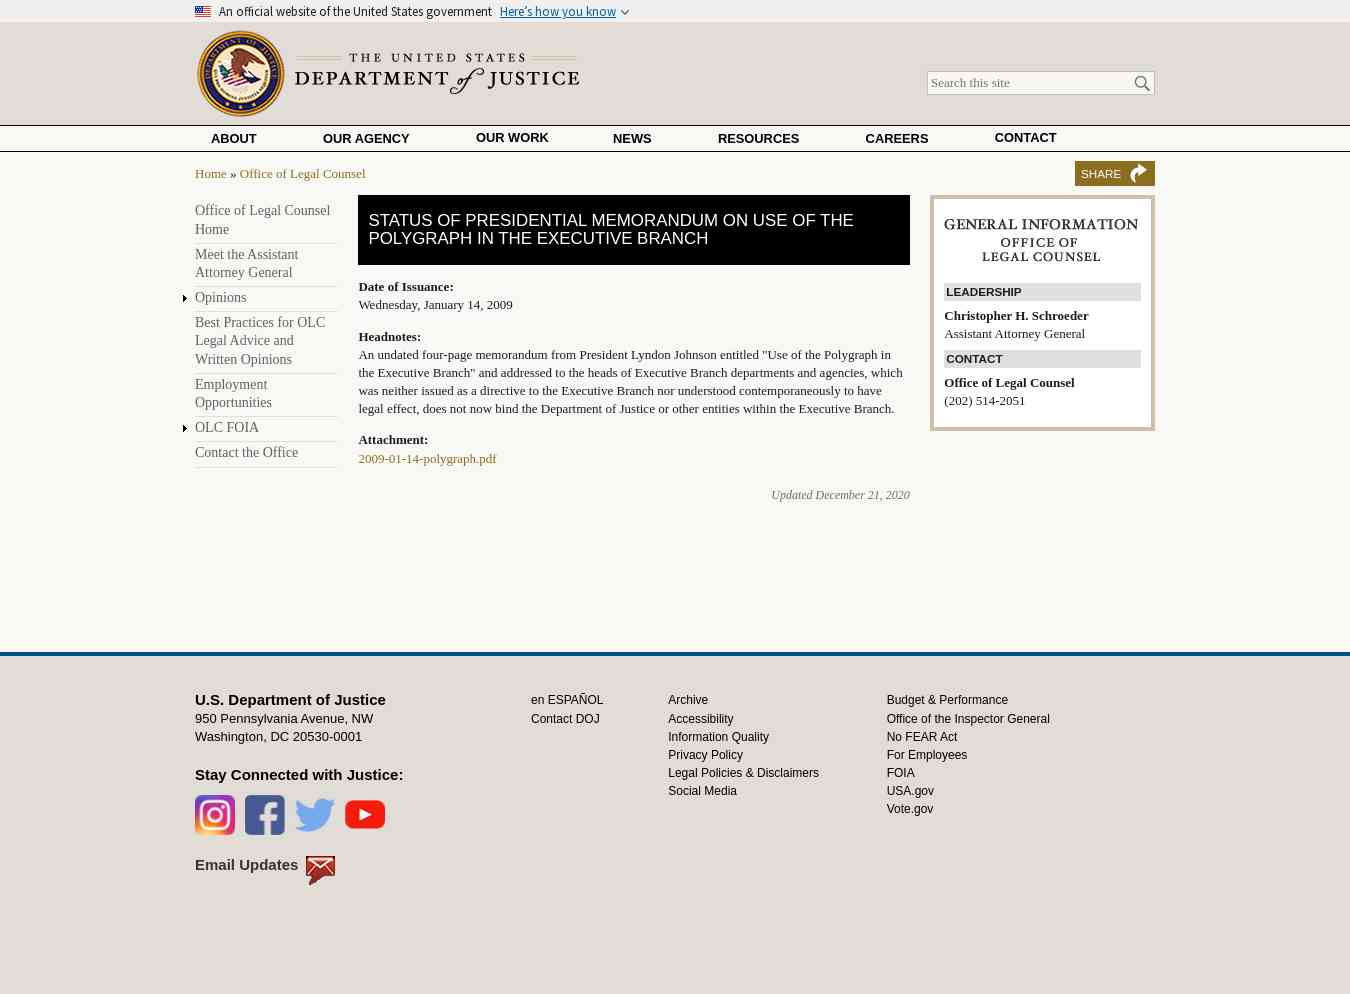 An official website of the United States government Here's how you know
THE UNITED STATES
DEPARTMENT of JUSTICE
Search this site
ABOUT OUR AGENCY OUR WORK NEWS RESOURCES CAREERS CONTACT
Home » Office of Legal Counsel
SHARE
Office of Legal Counsel
Home
Meet the Assistant
Attorney General
Opinions
Best Practices for OLC
Legal Advice and
Written Opinions
Employment
Opportunities
OLC FOIA
Contact the Office
STATUS OF PRESIDENTIAL MEMORANDUM ON USE OF THE
POLYGRAPH IN THE EXECUTIVE BRANCH
Date of Issuance:
Wednesday, January 14, 2009
Headnotes:
An undated four-page memorandum from President Lyndon Johnson entitled "Use of the Polygraph in
the Executive Branch" and addressed to the heads of Executive Branch departments and agencies, which
was neither issued as a directive to the Executive Branch nor understood contemporaneously to have
legal effect, does not now bind the Department of Justice or other entities within the Executive Branch.
Attachment:
2009-01-14-polygraph.pdf
Updated December 21, 2020
GENERAL INFORMATION
OFFICE OF
LEGAL COUNSEL
LEADERSHIP
Christopher H. Schroeder
Assistant Attorney General
CONTACT
Office of Legal Counsel
(202) 514-2051
U.S. Department of Justice
950 Pennsylvania Avenue, NW
Washington, DC 20530-0001
Stay Connected with Justice:
Email Updates
en ESPAÑOL
Contact DOJ
Archive
Accessibility
Information Quality
Privacy Policy
Legal Policies & Disclaimers
Social Media
Budget & Performance
Office of the Inspector General
No FEAR Act
For Employees
FOIA
USA.gov
Vote.gov